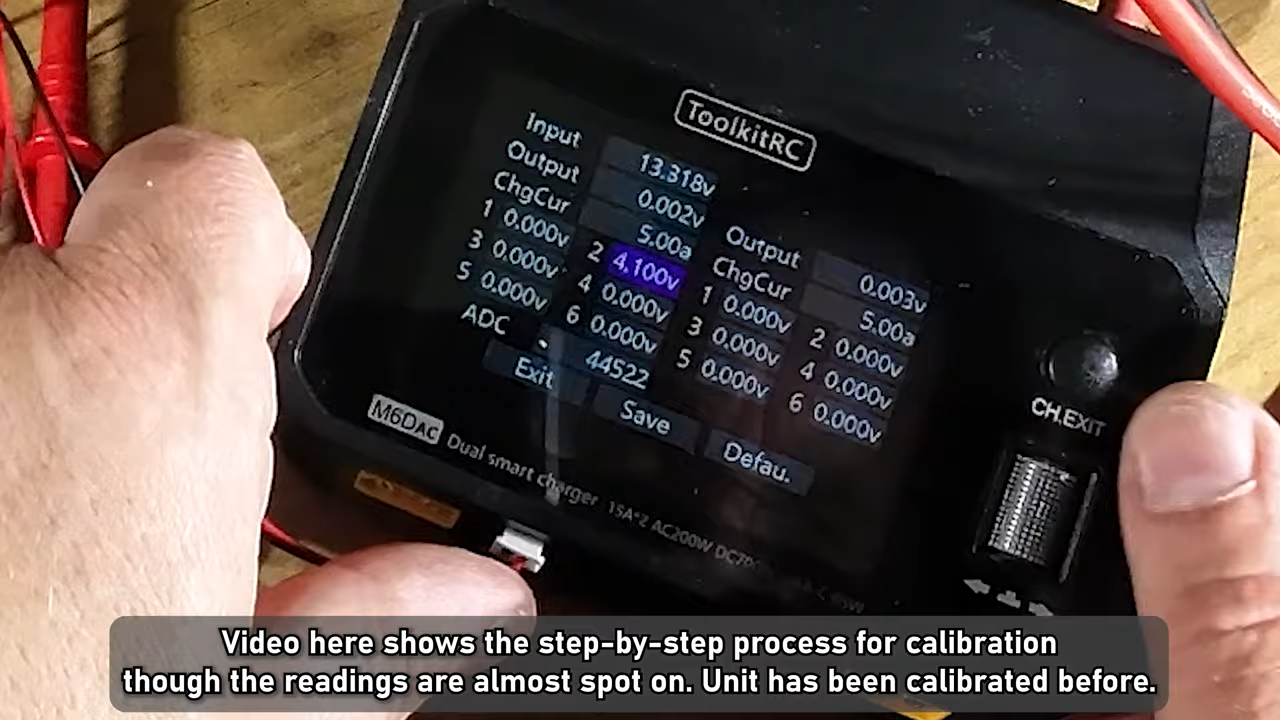 ToolkitRC
Input 13.318v
Output 0.002v
ChgCur 5.00a
1 0.000v 2 4.100v
3 0.000v 4 0.000v
5 0.000v 6 0.000v
ADC 44522
Output 0.003v
ChgCur 5.00a
1 0.000v 2 0.000v
3 0.000v 4 0.000v
5 0.000v 6 0.000v
Exit Save Defau.
CH.EXIT
M6DAC Dual smart charger 15A*2 AC200W
Video here shows the step-by-step process for calibration
though the readings are almost spot on. Unit has been calibrated before.